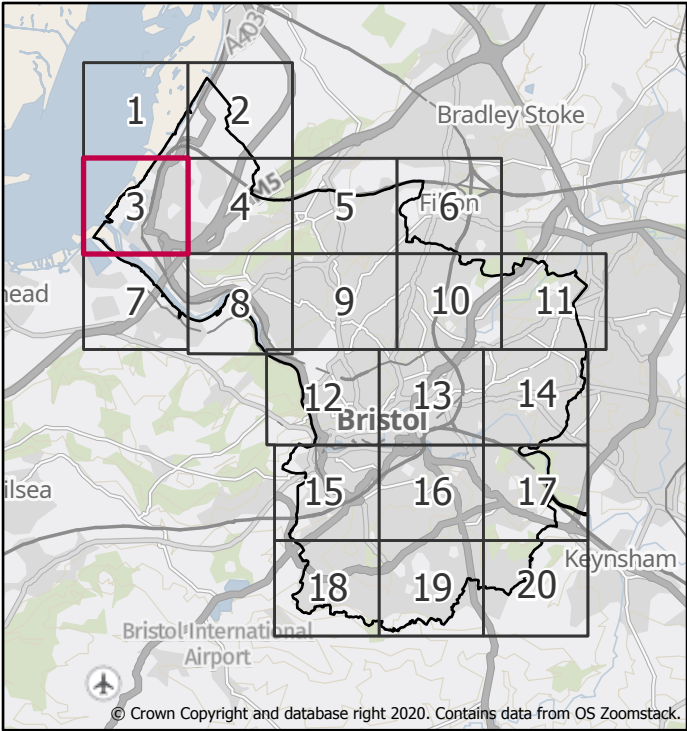 A403
1
2
Bradley Stoke
M5
3
4
5
6
Filton
head
7
8
9
10
11
12
13
14
Bristol
ilsea
15
16
17
Keynsham
18
19
20
Bristol International
Airport
© Crown Copyright and database right 2020. Contains data from OS Zoomstack.